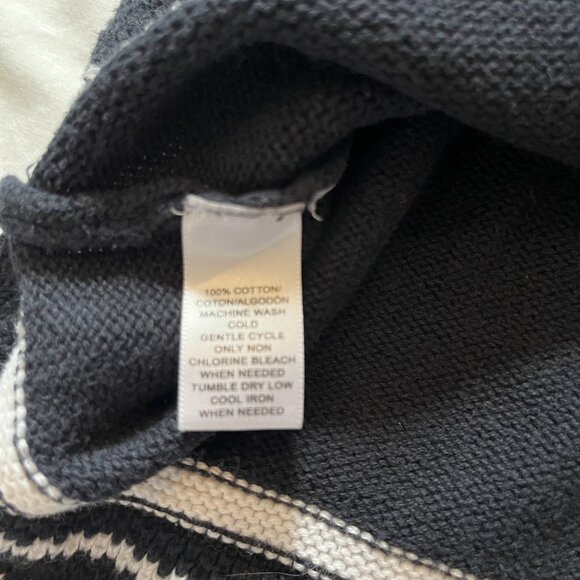 100% COTTON/
COTON/ALGODÓN
MACHINE WASH
COLD
GENTLE CYCLE
ONLY NON
CHLORINE BLEACH
WHEN NEEDED
TUMBLE DRY LOW
COOL IRON
WHEN NEEDED